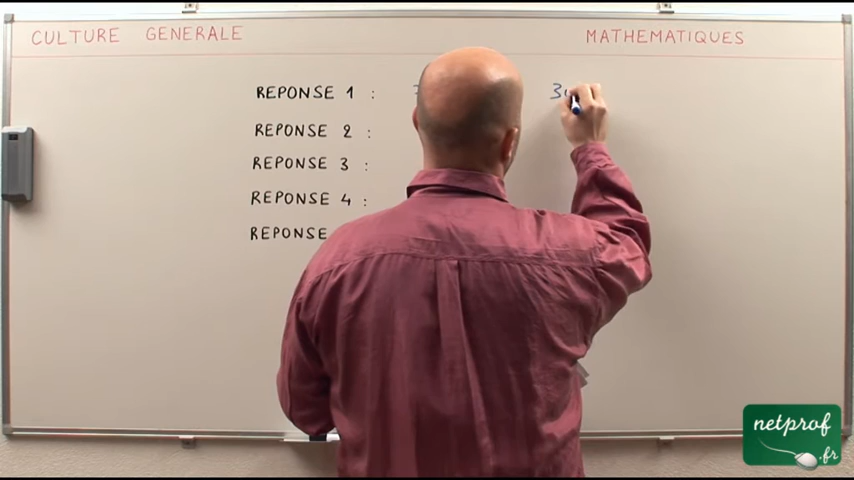 CULTURE GENERALE MATHEMATIQUES
REPONSE 1 :
REPONSE 2 :
REPONSE 3 :
REPONSE 4 :
REPONSE
netprof
.fr